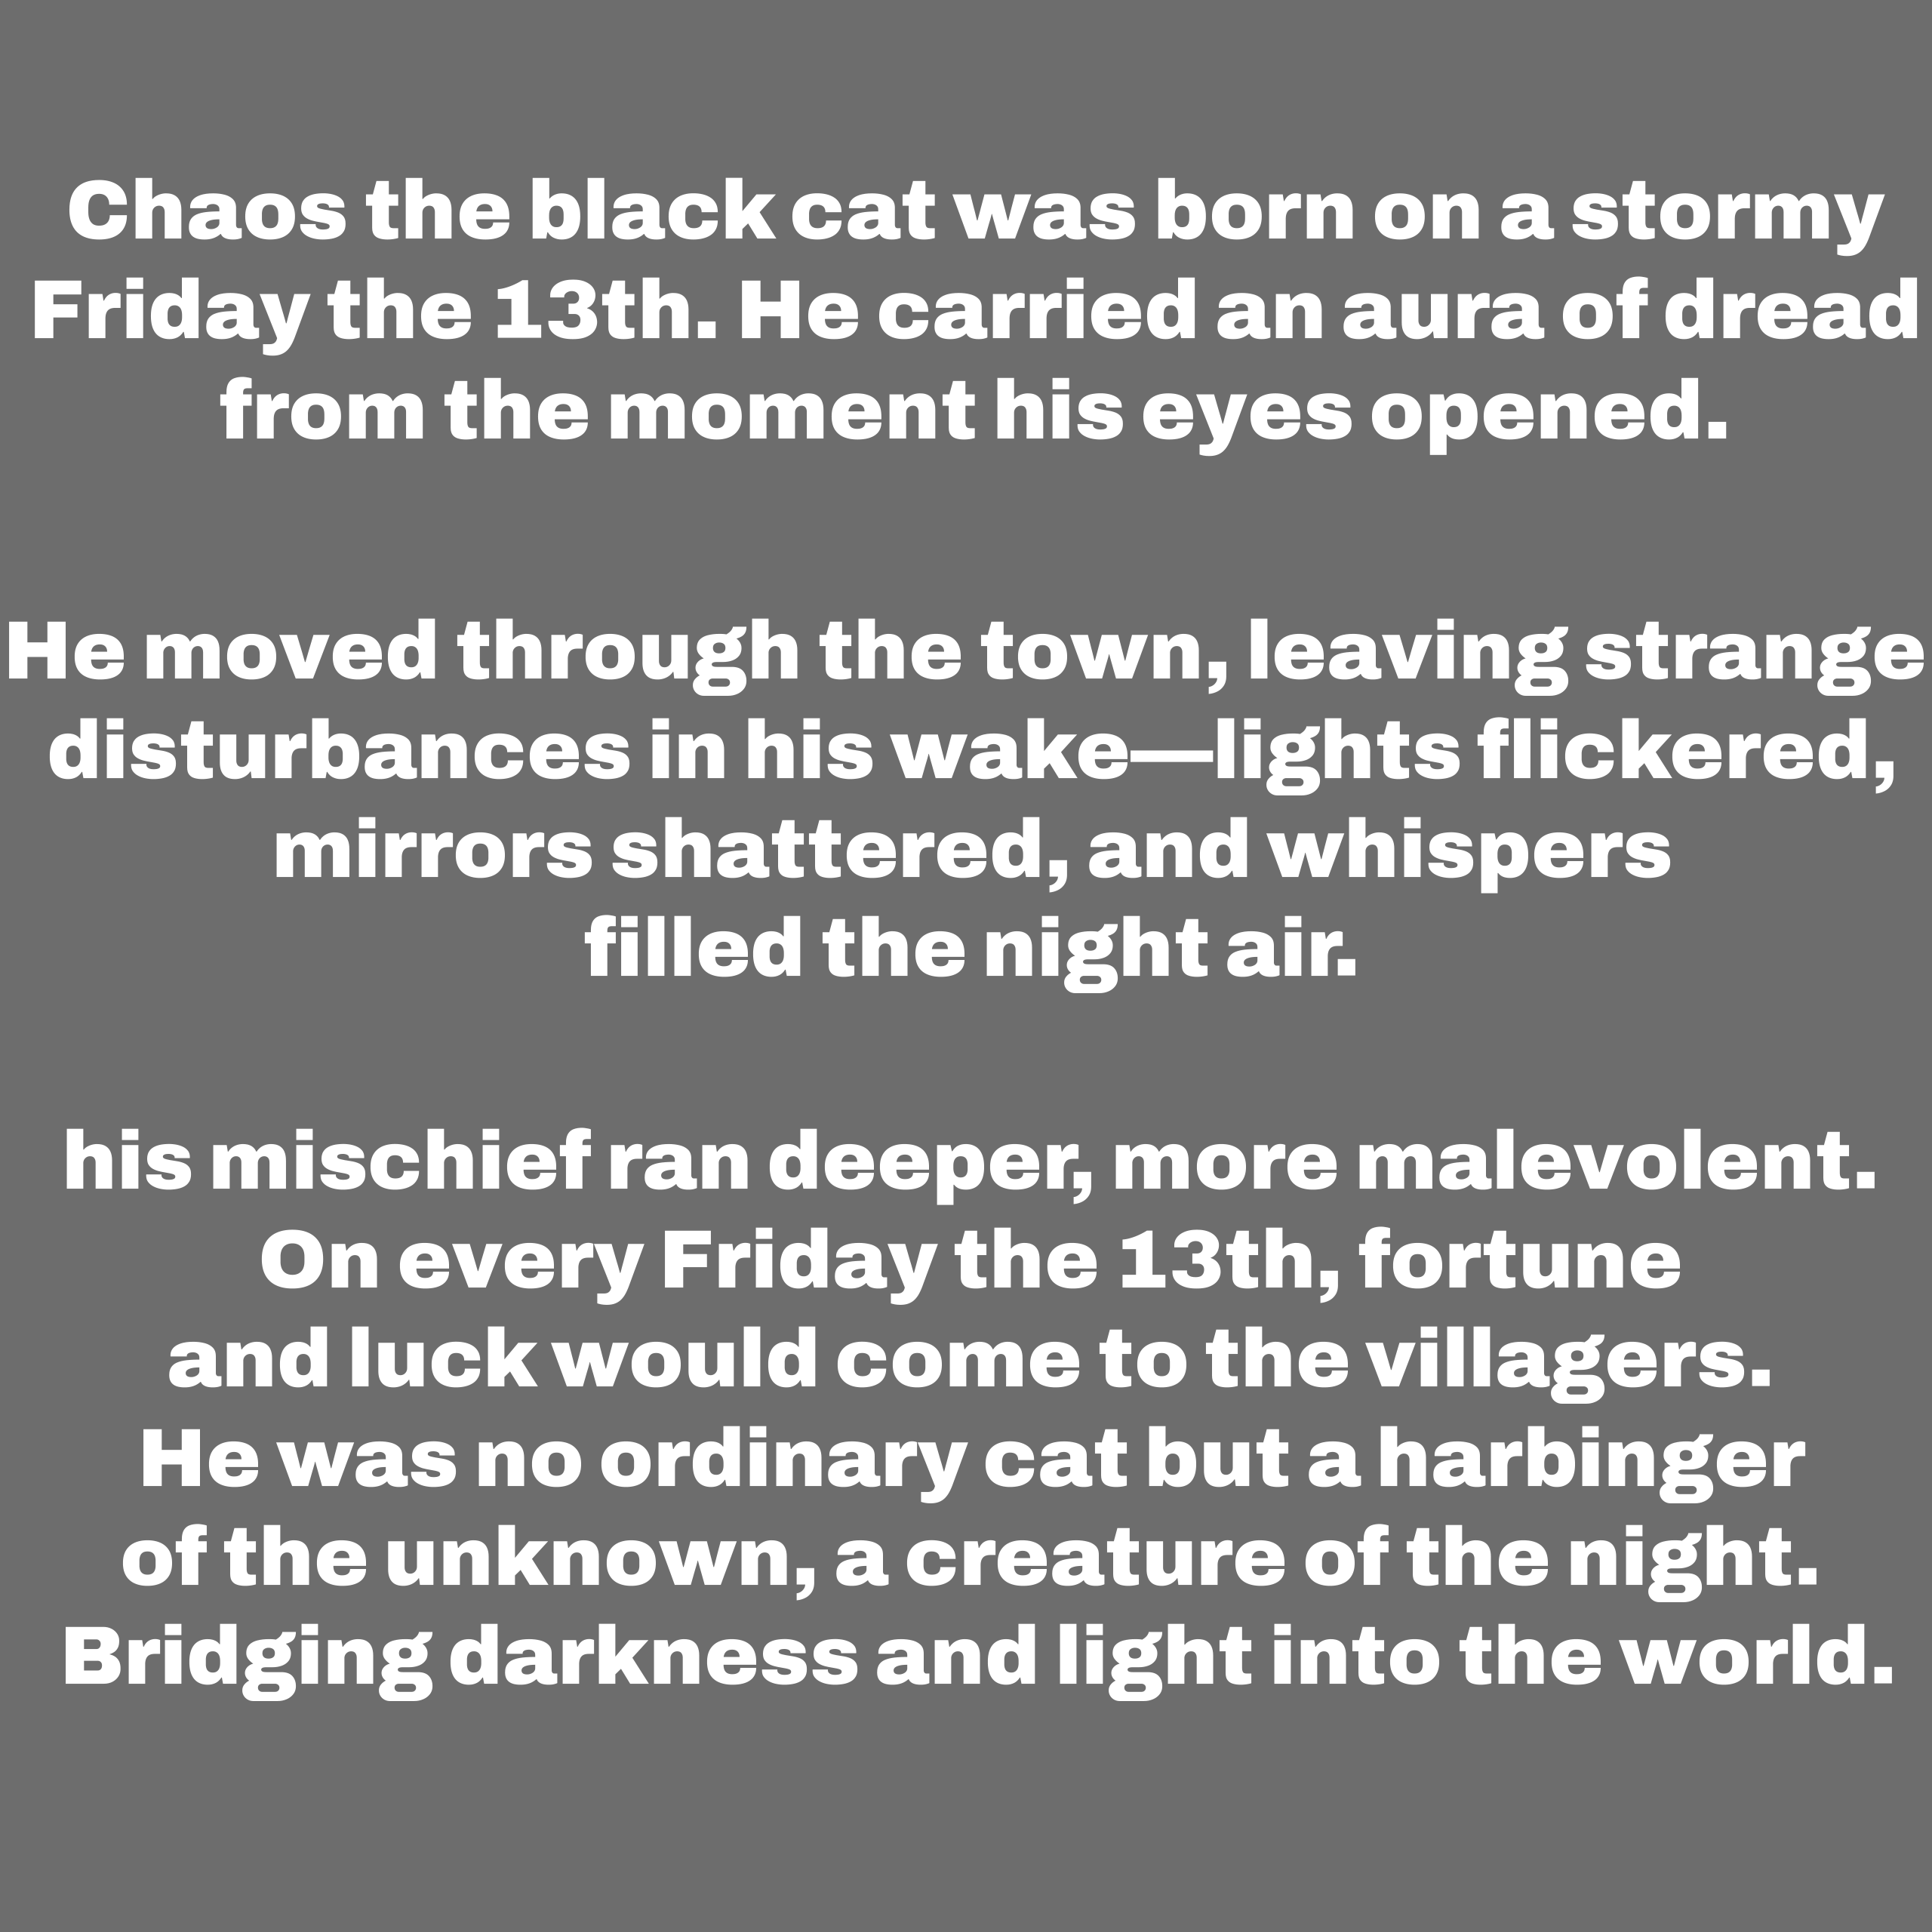 Chaos the black cat was born on a stormy
Friday the 13th. He carried an aura of dread
from the moment his eyes opened.
He moved through the town, leaving strange
disturbances in his wake—lights flickered,
mirrors shattered, and whispers
filled the night air.
his mischief ran deeper, more malevolent.
On every Friday the 13th, fortune
and luck would come to the villagers.
He was no ordinary cat but a harbinger
of the unknown, a creature of the night.
Bridging darkness and light into the world.